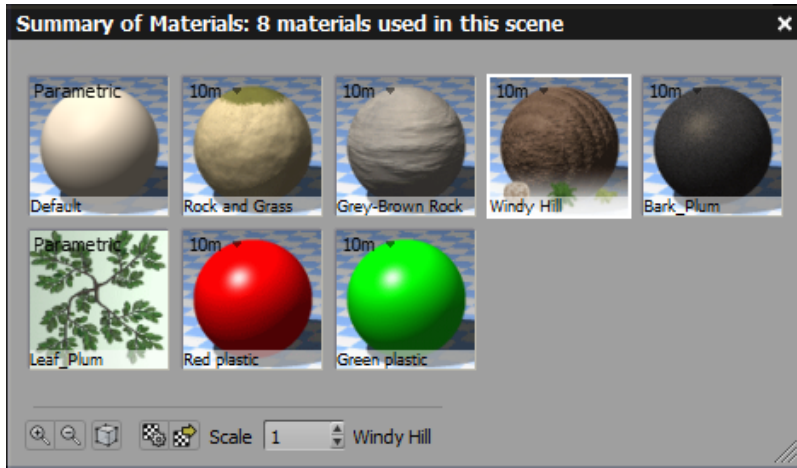 Summary of Materials: 8 materials used in this scene
Parametric 10m 10m 10m 10m
Default Rock and Grass Grey-Brown Rock Windy Hill Bark_Plum
Parametric 10m 10m
Leaf_Plum Red plastic Green plastic
Scale 1 Windy Hill